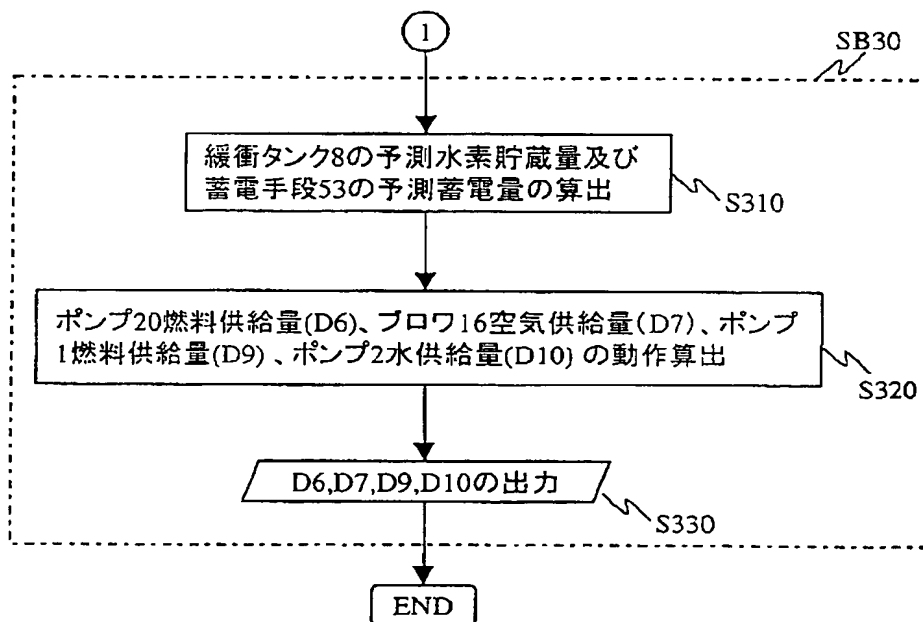 1
SB30
緩衝タンク8の予測水素貯蔵量及び
蓄電手段53の予測蓄電量の算出
S310
ポンプ20燃料供給量(D6)、ブロワ16空気供給量(D7)、ポンプ
1燃料供給量(D9)、ポンプ2水供給量(D10)の動作算出
S320
D6,D7,D9,D10の出力
S330
END